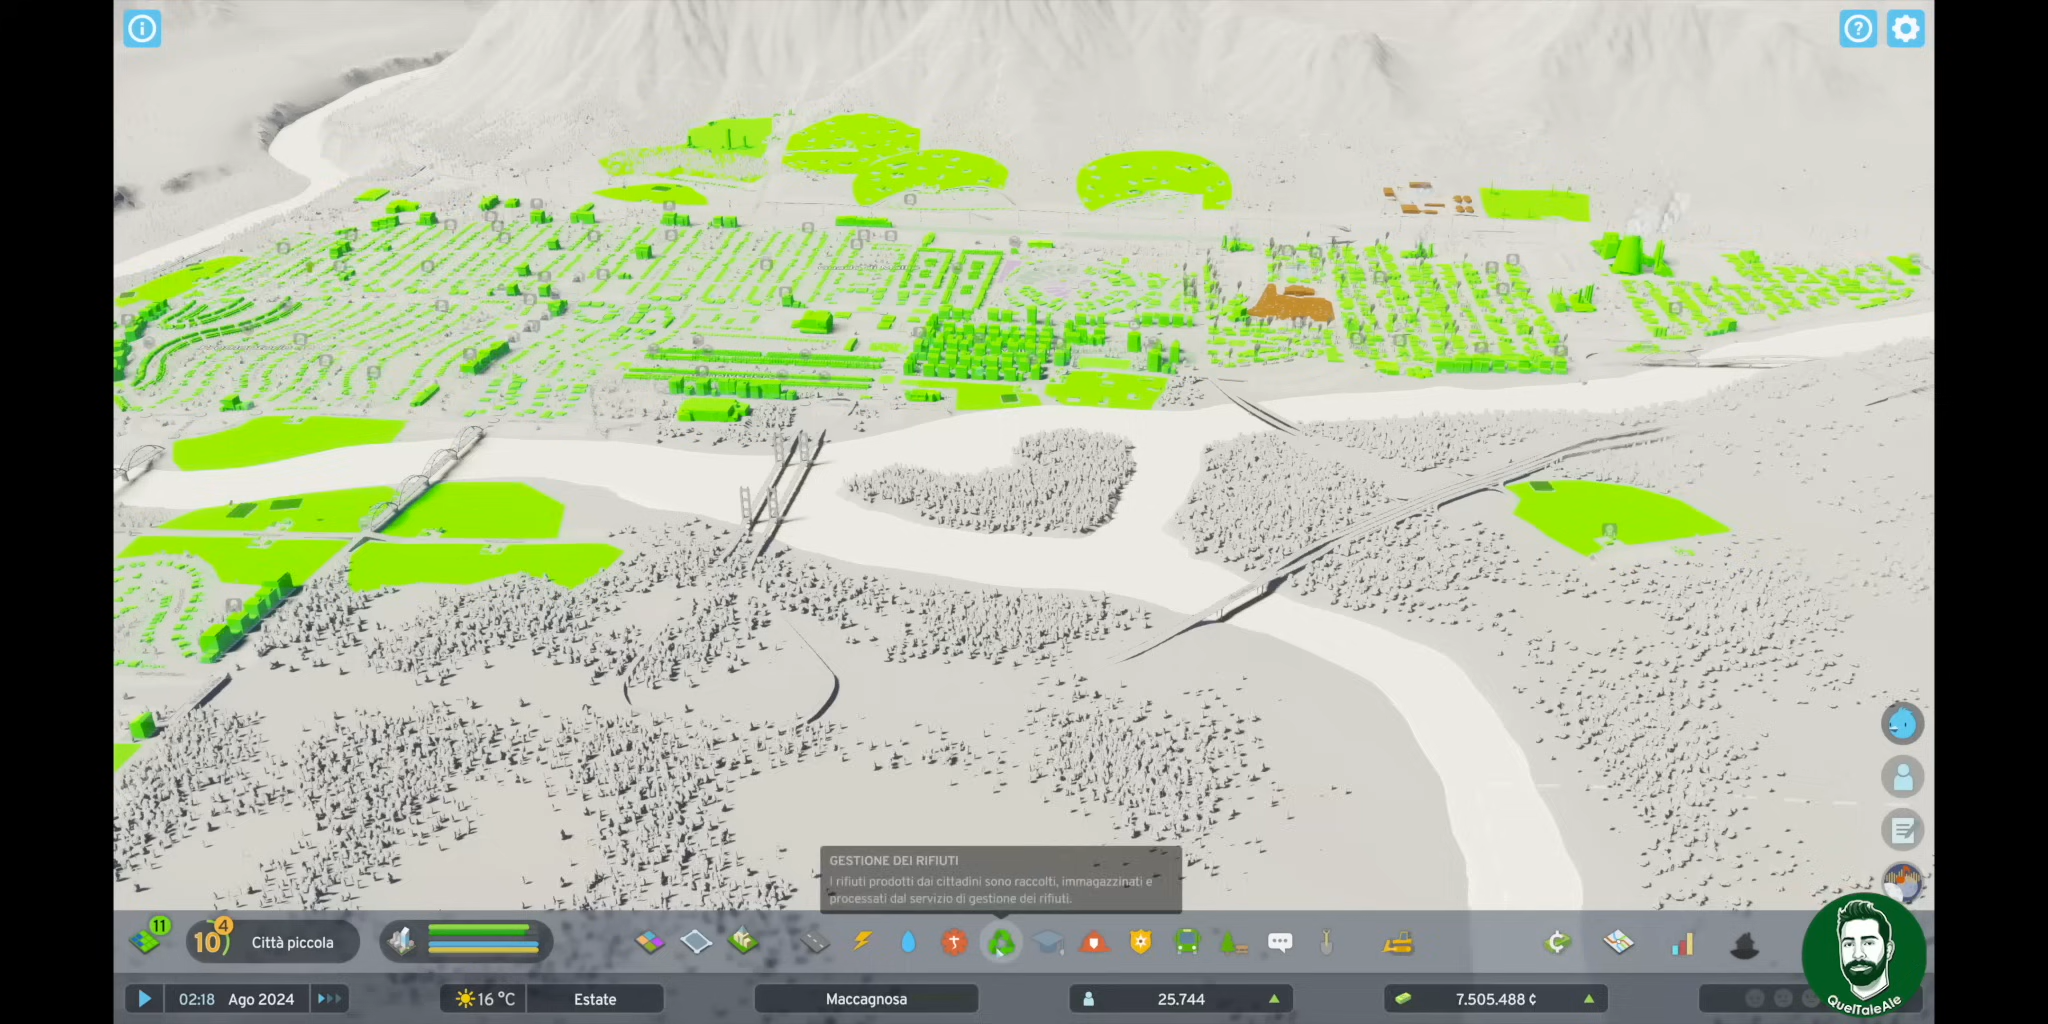 GESTIONE DEI RIFIUTI
I rifiuti prodotti dai cittadini sono raccolti, immagazzinati e
processati dal servizio di gestione dei rifiuti.
11
10
4
Città piccola
02:18 Ago 2024
16 °C
Estate
Maccagnosa
25.744
7.505.488 ¢
QuelTaleAle